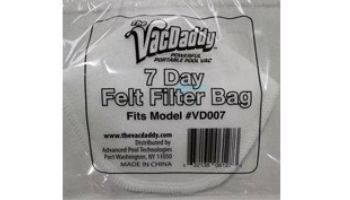 The
VacDaddy
POWERFUL
PORTABLE POOL VAC
7 Day
Felt Filter Bag
Fits Model #VD007
www.thevacdaddy.com
Distributed by
Advanced Pool Technologies
Port Washington, NY 11050
MADE IN CHINA